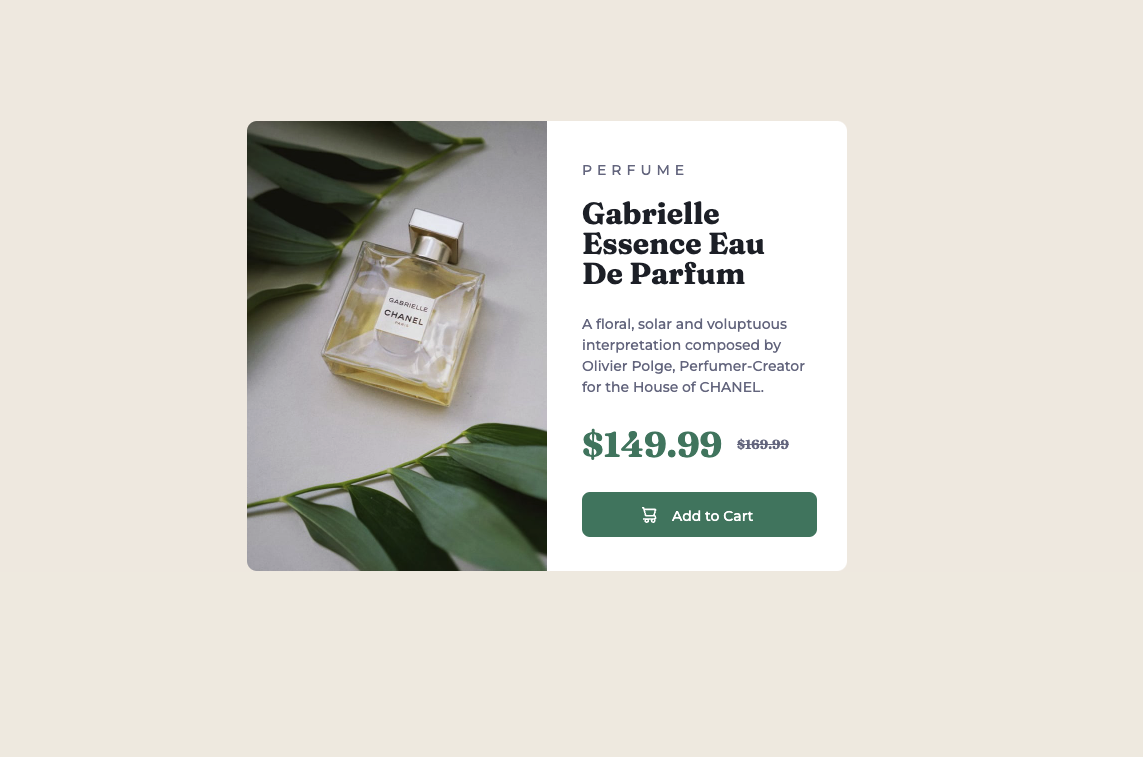 GABRIELLE
CHANEL
PARIS
PERFUME
Gabrielle
Essence Eau
De Parfum
A floral, solar and voluptuous
interpretation composed by
Olivier Polge, Perfumer-Creator
for the House of CHANEL.
$149.99 $169.99
Add to Cart